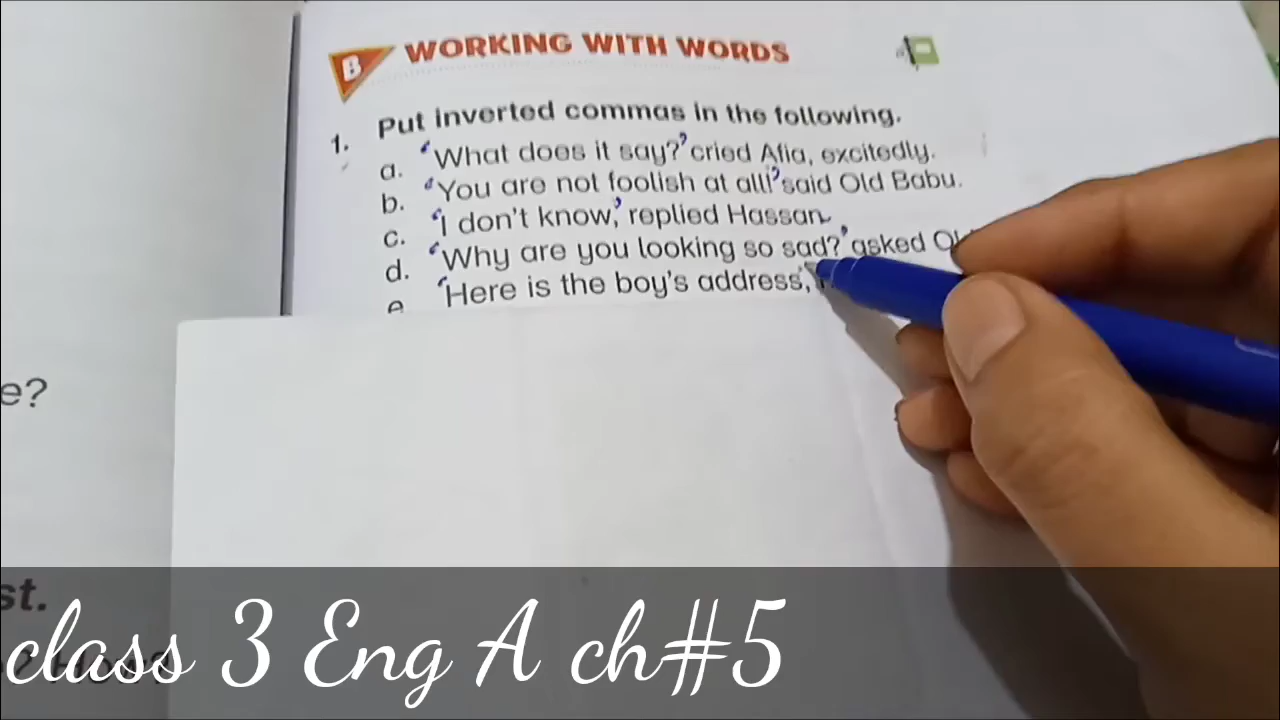 B WORKING WITH WORDS
1. Put inverted commas in the following.
a. ‘What does it say?’ cried Afia, excitedly.
b. ‘You are not foolish at all!’ said Old Babu.
c. ‘I don't know,’ replied Hassan.
d. ‘Why are you looking so sad?’ asked
e. ‘Here is the boy's address,
e?
st.
class 3 Eng A ch#5